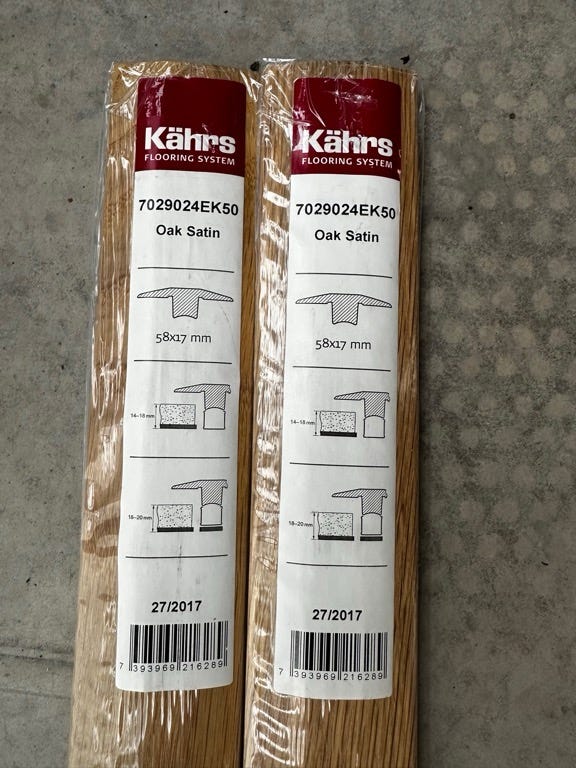 Kährs
FLOORING SYSTEM
7029024EK50
Oak Satin
58x17 mm
14–18 mm
18–20 mm
27/2017
7 393969 216289
Kährs
FLOORING SYSTEM
7029024EK50
Oak Satin
58x17 mm
14–18 mm
18–20 mm
27/2017
7 393969 216289